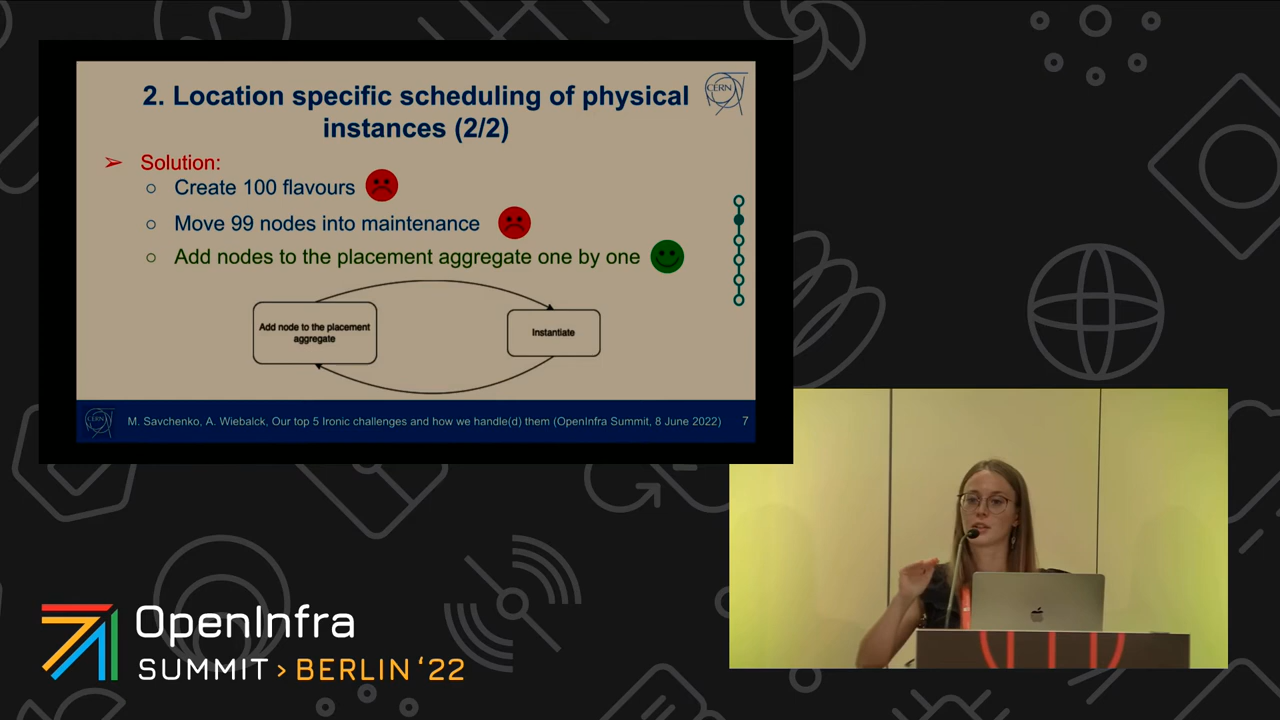 2. Location specific scheduling of physical
instances (2/2)
CERN
➢ Solution:
○ Create 100 flavours
○ Move 99 nodes into maintenance
○ Add nodes to the placement aggregate one by one
Add node to the placement
aggregate
Instantiate
CERN
M. Savchenko, A. Wiebalck, Our top 5 Ironic challenges and how we handle(d) them (OpenInfra Summit, 8 June 2022)
7
OpenInfra
SUMMIT > BERLIN ‘22